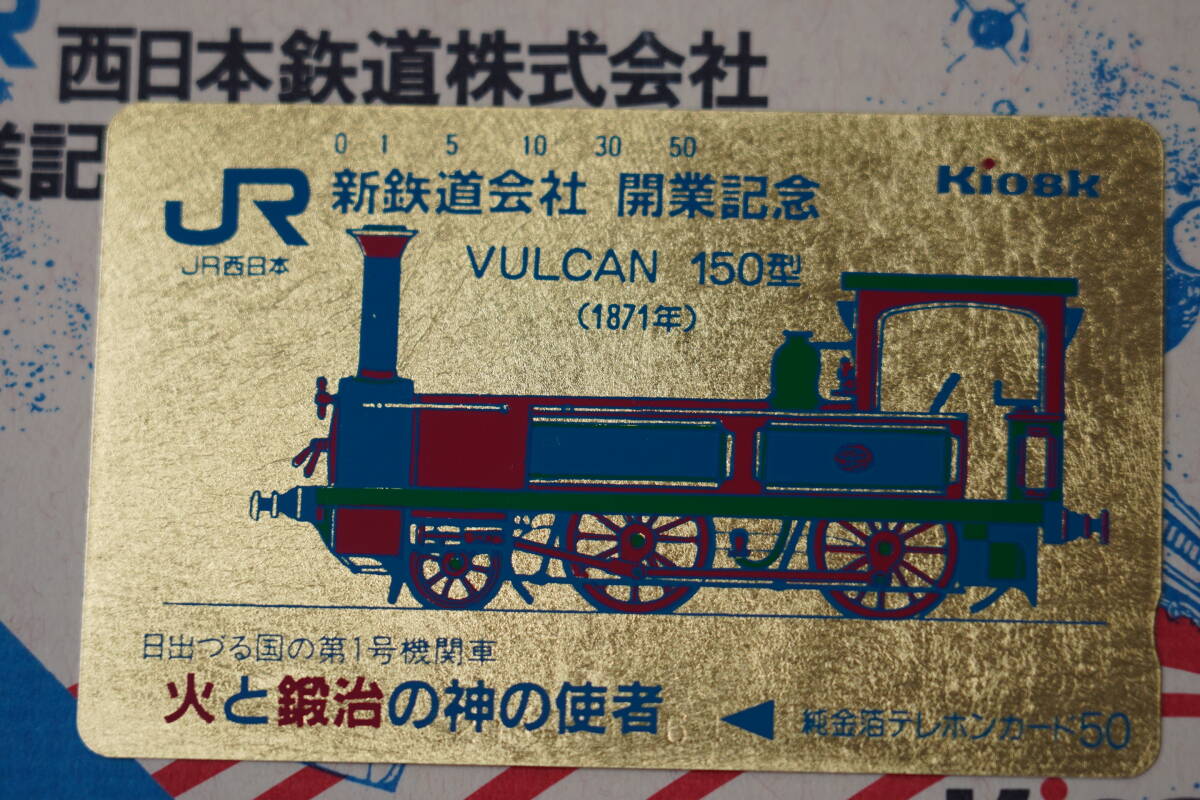 西日本鉄道株式会社
業記
0 1 5 10 30 50
JR 新鉄道会社 開業記念
Kiosk
JR西日本
VULCAN 150型
(1871年)
日出づる国の第1号機関車
火と鍛治の神の使者
◀ 純金箔テレホンカード50